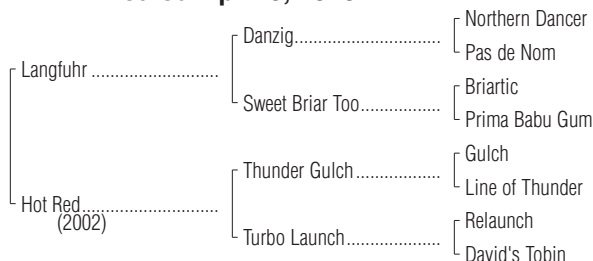 Northern Dancer
Danzig
Pas de Nom
Langfuhr
Briartic
Sweet Briar Too
Prima Babu Gum
Gulch
Thunder Gulch
Line of Thunder
Hot Red
(2002)
Relaunch
Turbo Launch
David's Tobin